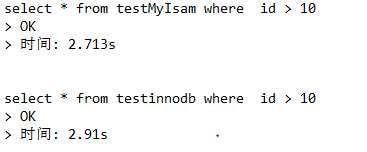 select * from testMyIsam where  id > 10
> OK
> 时间: 2.713s
select * from testinnodb where  id > 10
> OK
> 时间: 2.91s